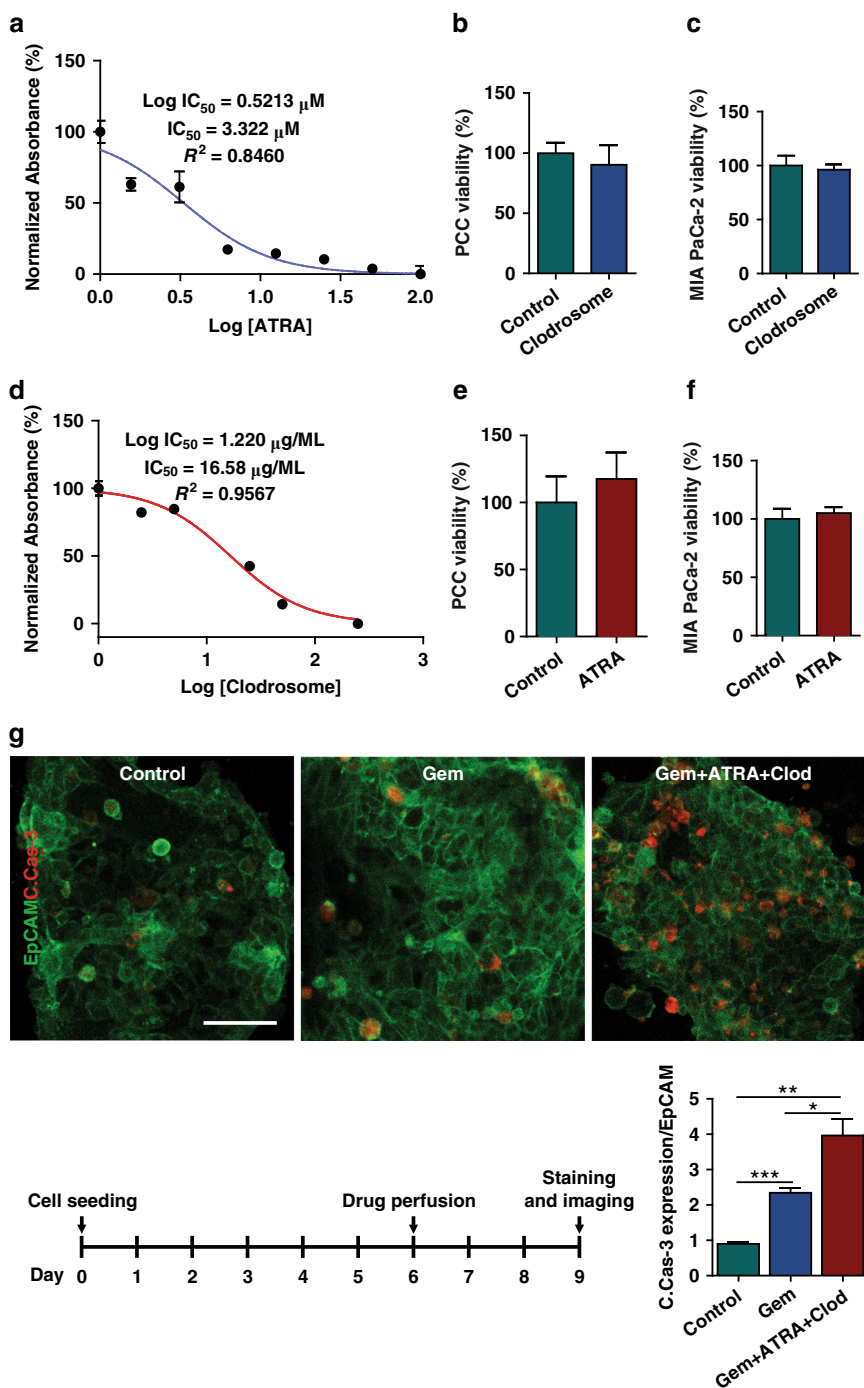 a
Normalized Absorbance (%)
150
100
50
0
Log IC50 = 0.5213 μM
IC50 = 3.322 μM
R2 = 0.8460
0.0 0.5 1.0 1.5 2.0
Log [ATRA]
b
PCC viability (%)
150
100
50
0
Control
Clodrosome
c
MIA PaCa-2 viability (%)
150
100
50
0
Control
Clodrosome
d
Normalized Absorbance (%)
150
100
50
0
Log IC50 = 1.220 μg/ML
IC50 = 16.58 μg/ML
R2 = 0.9567
0 1 2 3
Log [Clodrosome]
e
PCC viability (%)
150
100
50
0
Control
ATRA
f
MIA PaCa-2 viability (%)
150
100
50
0
Control
ATRA
g
EpCAMC.Cas-3
Control
Gem
Gem+ATRA+Clod
Cell seeding
Drug perfusion
Staining
and imaging
Day 0 1 2 3 4 5 6 7 8 9
C.Cas-3 expression/EpCAM
5
4
3
2
1
0
**
*
***
Control
Gem
Gem+ATRA+Clod